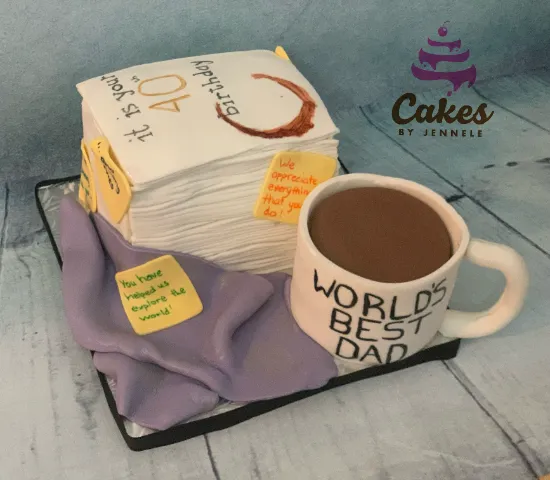 it is your
40th
birthday
Cakes
BY JENNELE
We
appreciate
everything
that you
do!
You have
helped us
explore the
world!
WORLD'S
BEST
DAD